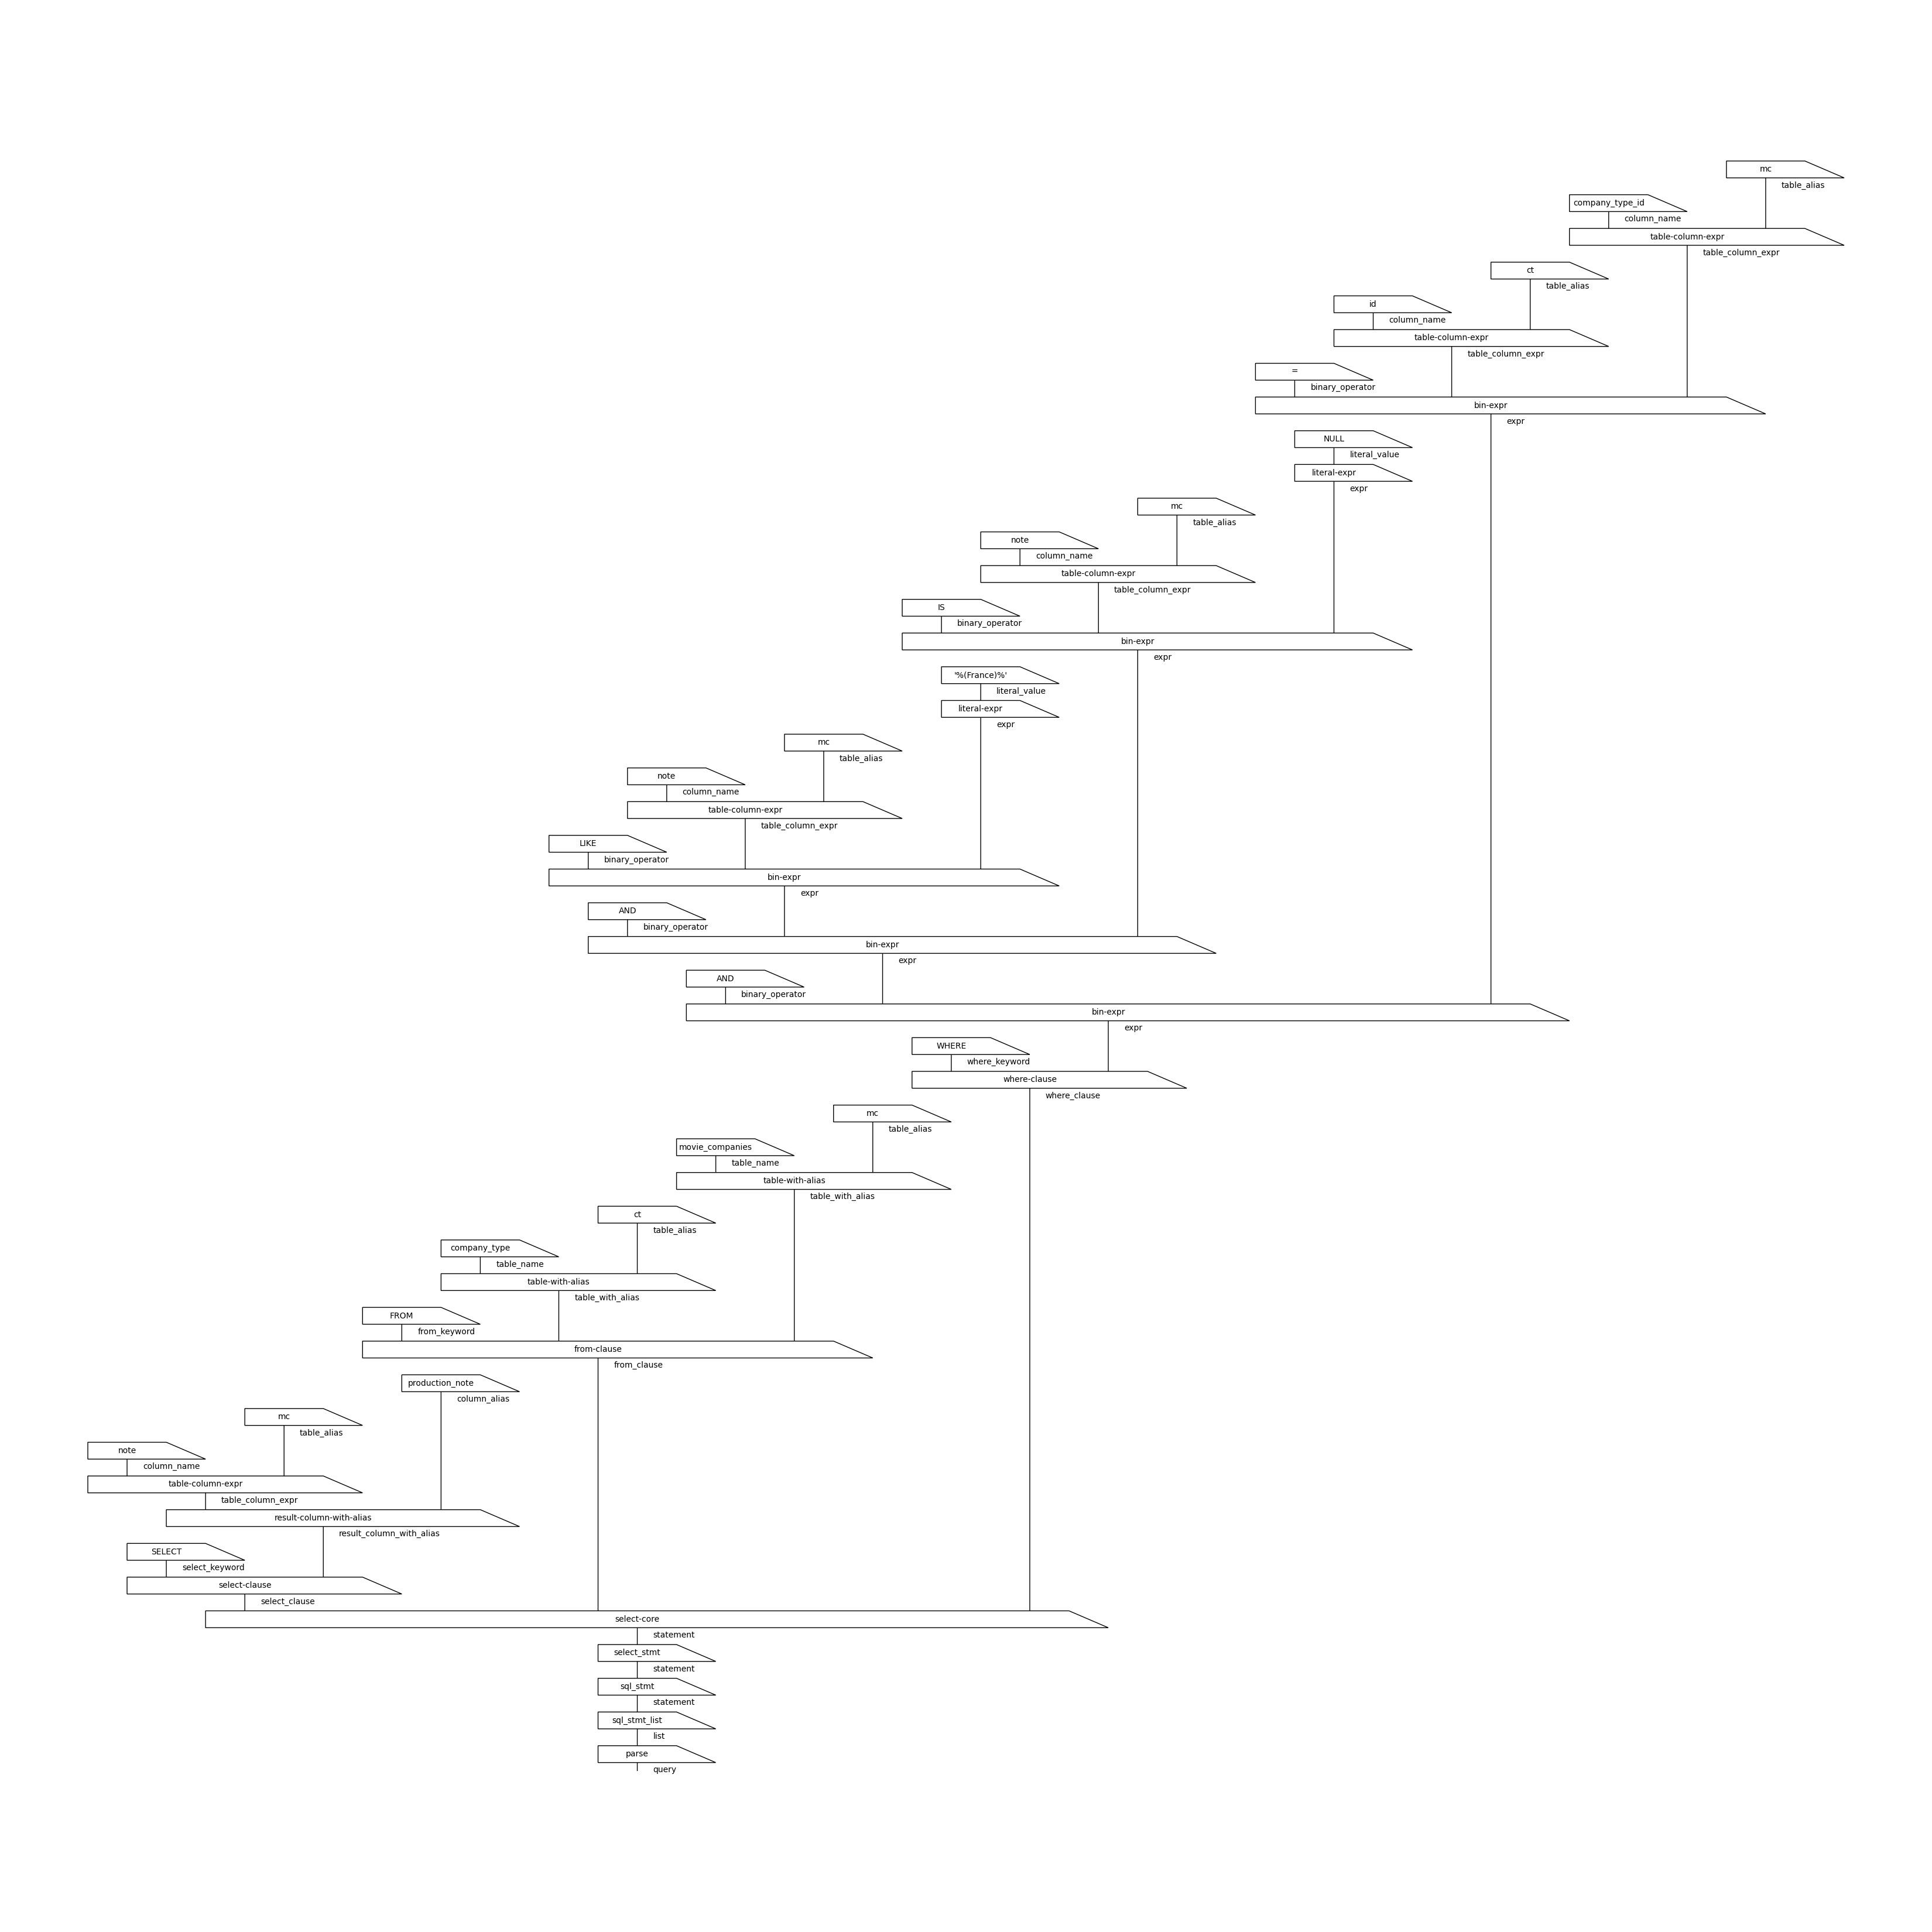 mc
table_alias
company_type_id
column_name
table-column-expr
table_column_expr
ct
table_alias
id
column_name
table-column-expr
table_column_expr
=
binary_operator
bin-expr
expr
NULL
literal_value
literal-expr
expr
mc
table_alias
note
column_name
table-column-expr
table_column_expr
IS
binary_operator
bin-expr
expr
'%(France)%'
literal_value
literal-expr
expr
mc
table_alias
note
column_name
table-column-expr
table_column_expr
LIKE
binary_operator
bin-expr
expr
AND
binary_operator
bin-expr
expr
AND
binary_operator
bin-expr
expr
WHERE
where_keyword
where-clause
where_clause
mc
table_alias
movie_companies
table_name
table-with-alias
table_with_alias
ct
table_alias
company_type
table_name
table-with-alias
table_with_alias
FROM
from_keyword
from-clause
from_clause
production_note
column_alias
mc
table_alias
note
column_name
table-column-expr
table_column_expr
result-column-with-alias
result_column_with_alias
SELECT
select_keyword
select-clause
select_clause
select-core
statement
select_stmt
statement
sql_stmt
statement
sql_stmt_list
list
parse
query